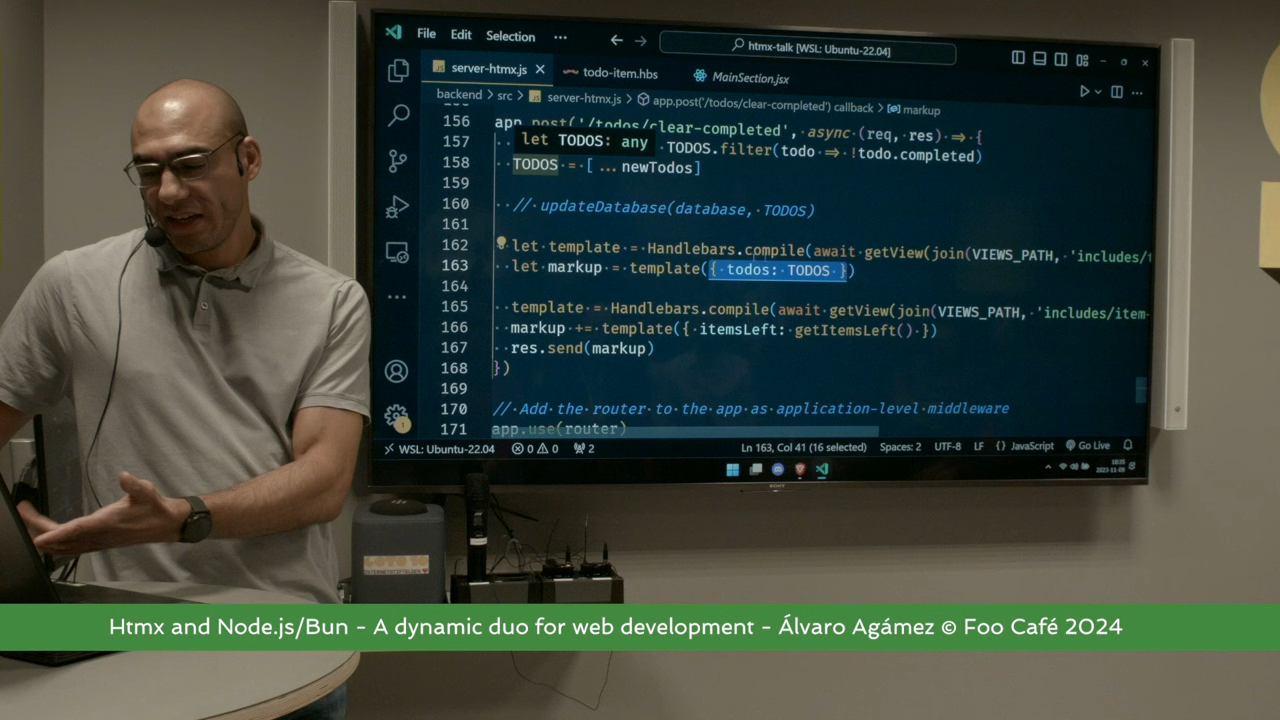 File Edit Selection ···
htmx-talk [WSL: Ubuntu-22.04]
server-htmx.js
todo-item.hbs
MainSection.jsx
backend > src > server-htmx.js > app.post('/todos/clear-completed') callback > markup
156 app.post('/todos/clear-completed', async (req, res) => {
let TODOS: any
157 TODOS.filter(todo => !todo.completed)
158 TODOS = [ ...newTodos]
159
160 // updateDatabase(database, TODOS)
161
162 let template = Handlebars.compile(await getView(join(VIEWS_PATH, 'includes/
163 let markup = template({ todos: TODOS })
164
165 template = Handlebars.compile(await getView(join(VIEWS_PATH, 'includes/item-
166 markup += template({ itemsLeft: getItemsLeft() })
167 res.send(markup)
168 })
169
170 // Add the router to the app as application-level middleware
171 app.use(router)
WSL: Ubuntu-22.04 0 0 2 Ln 163, Col 41 (16 selected) Spaces: 2 UTF-8 LF {} JavaScript Go Live
SONY
Htmx and Node.js/Bun - A dynamic duo for web development - Álvaro Agámez © Foo Café 2024